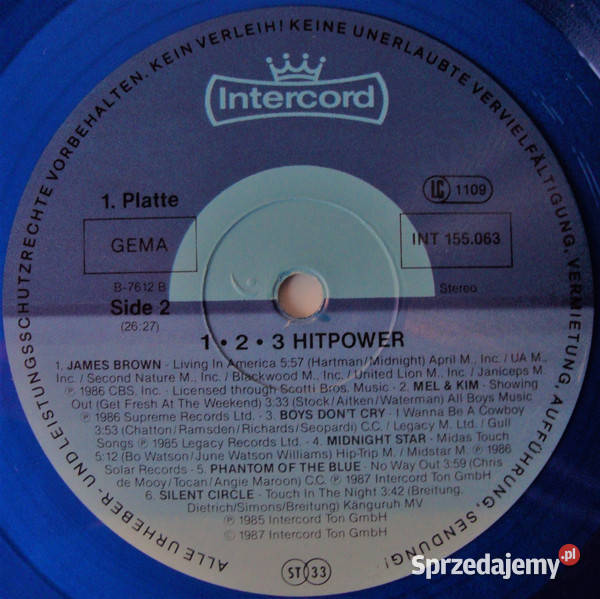 ALLE URHEBER- UND LEISTUNGSSCHUTZRECHTE VORBEHALTEN. KEIN VERLEIH! KEINE UNERLAUBTE VERVIELFÄLTIGUNG, VERMIETUNG, AUFFÜHRUNG, SENDUNG!
Intercord
1. Platte
LC 1109
GEMA
INT 155.063
B-7612 B
Stereo
Side 2
(26:27)
1 • 2 • 3 HITPOWER
1. JAMES BROWN - Living In America 5:57 (Hartman/Midnight) April M.. Inc. / UA M..
Inc. / Second Nature M.. Inc. / Blackwood M.. Inc. / United Lion M.. Inc. / Janiceps M.
℗ 1986 CBS, Inc. - Licensed through Scotti Bros. Music - 2. MEL & KIM - Showing
Out (Get Fresh At The Weekend) 3:33 (Stock/Aitken/Waterman) All Boys Music
℗ 1986 Supreme Records Ltd. - 3. BOYS DON'T CRY - I Wanna Be A Cowboy
3:53 (Chatton/Ramsden/Richards/Seopardi) C.C. / Legacy M. Ltd. / Gull
Songs ℗ 1985 Legacy Records Ltd. - 4. MIDNIGHT STAR - Midas Touch
5:12 (Bo Watson/June Watson Williams) Hip-Trip M. / Midstar M. ℗ 1986
Solar Records - 5. PHANTOM OF THE BLUE - No Way Out 3:59 (Chris
de Mooy/Tocan/Angie Maroon) C.C. ℗ 1987 Intercord Ton GmbH
6. SILENT CIRCLE - Touch In The Night 3:42 (Breitung.
Dietrich/Simons/Breitung) Känguruh MV
℗ 1985 Intercord Ton GmbH
© 1987 Intercord Ton GmbH
ST 33
Sprzedajemy.pl